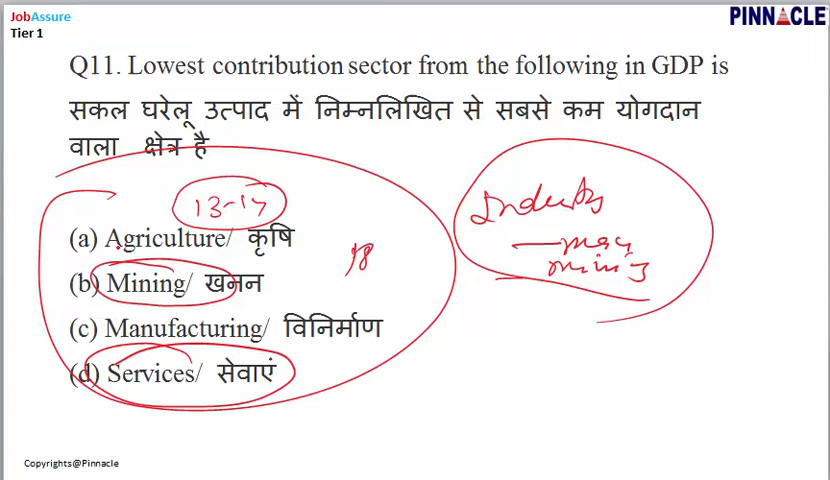 JobAssure
Tier 1
PINNACLE
Q11. Lowest contribution sector from the following in GDP is
सकल घरेलू उत्पाद में निम्नलिखित से सबसे कम योगदान
वाला क्षेत्र है
13-17
(a) Agriculture/ कृषि
(b) Mining/ खनन
(c) Manufacturing/ विनिर्माण
(d) Services/ सेवाएं
18
Industry
Copyrights@Pinnacle